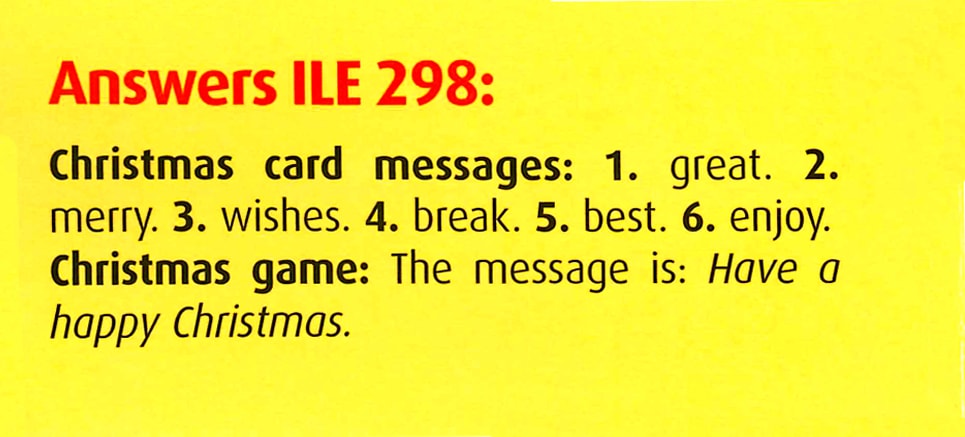 Answers ILE 298:
Christmas card messages: 1. great. 2.
merry. 3. wishes. 4. break. 5. best. 6. enjoy.
Christmas game: The message is: Have a
happy Christmas.